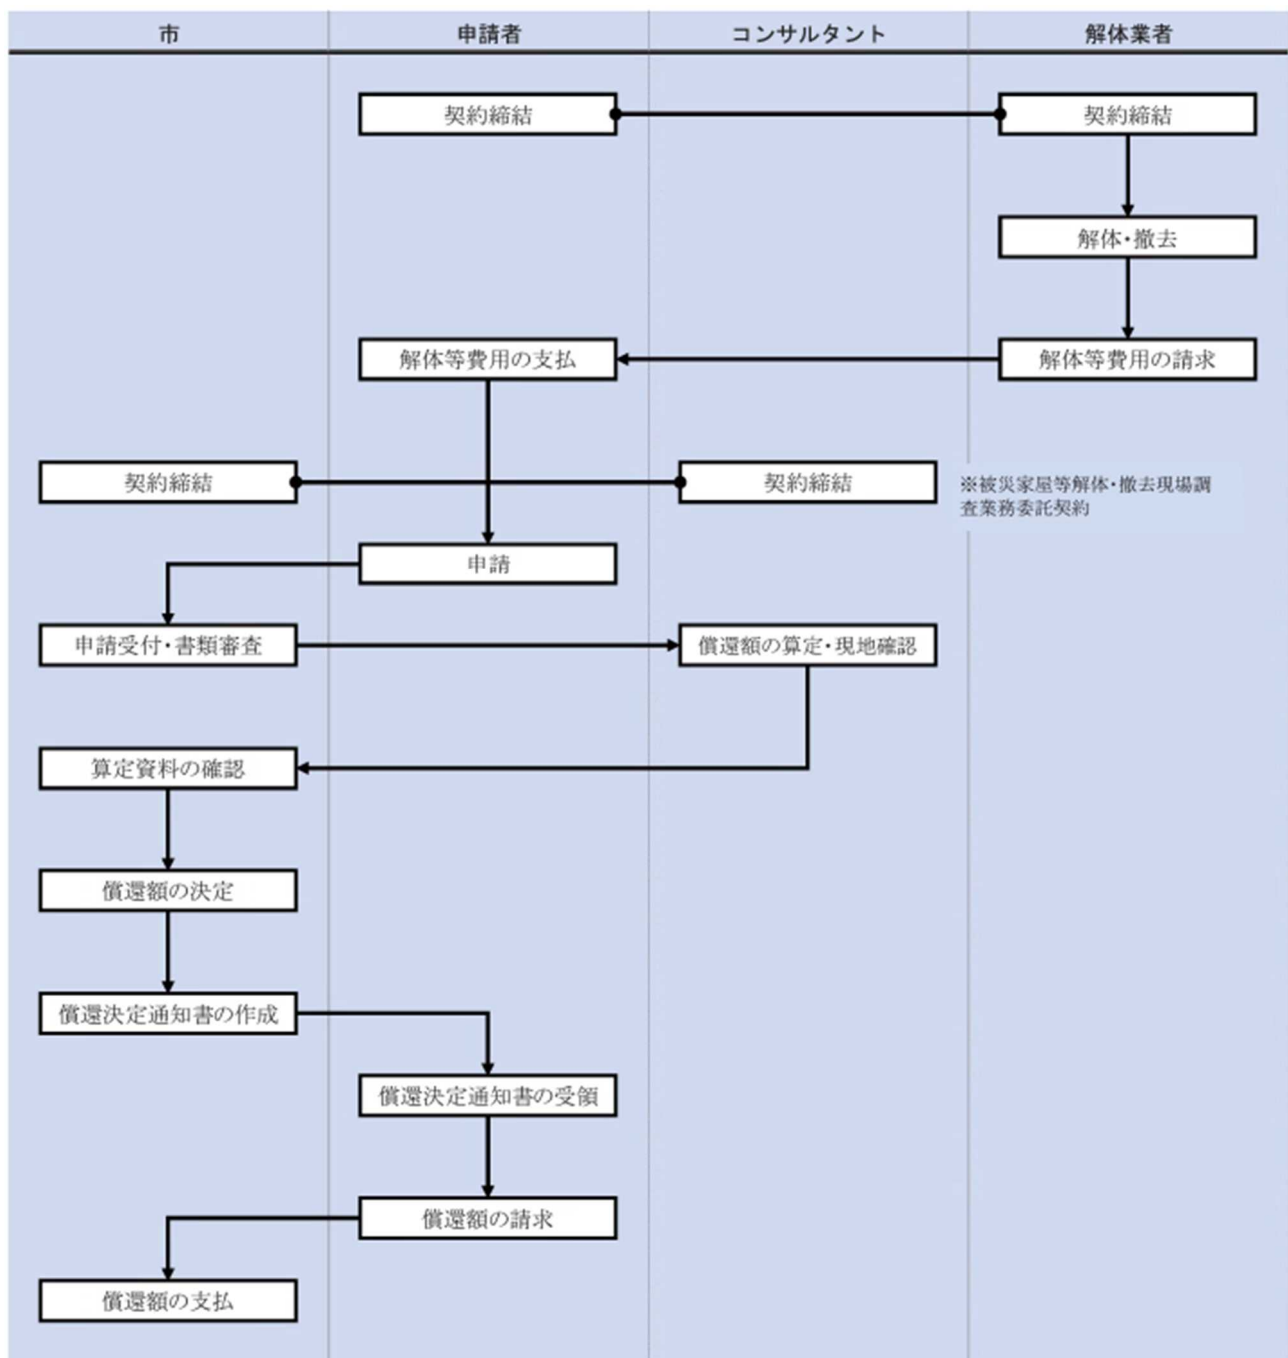 市
申請者
コンサルタント
解体業者
契約締結
契約締結
解体・撤去
解体等費用の支払
解体等費用の請求
契約締結
契約締結
※被災家屋等解体・撤去現場調
査業務委託契約
申請
申請受付・書類審査
償還額の算定・現地確認
算定資料の確認
償還額の決定
償還決定通知書の作成
償還決定通知書の受領
償還額の請求
償還額の支払